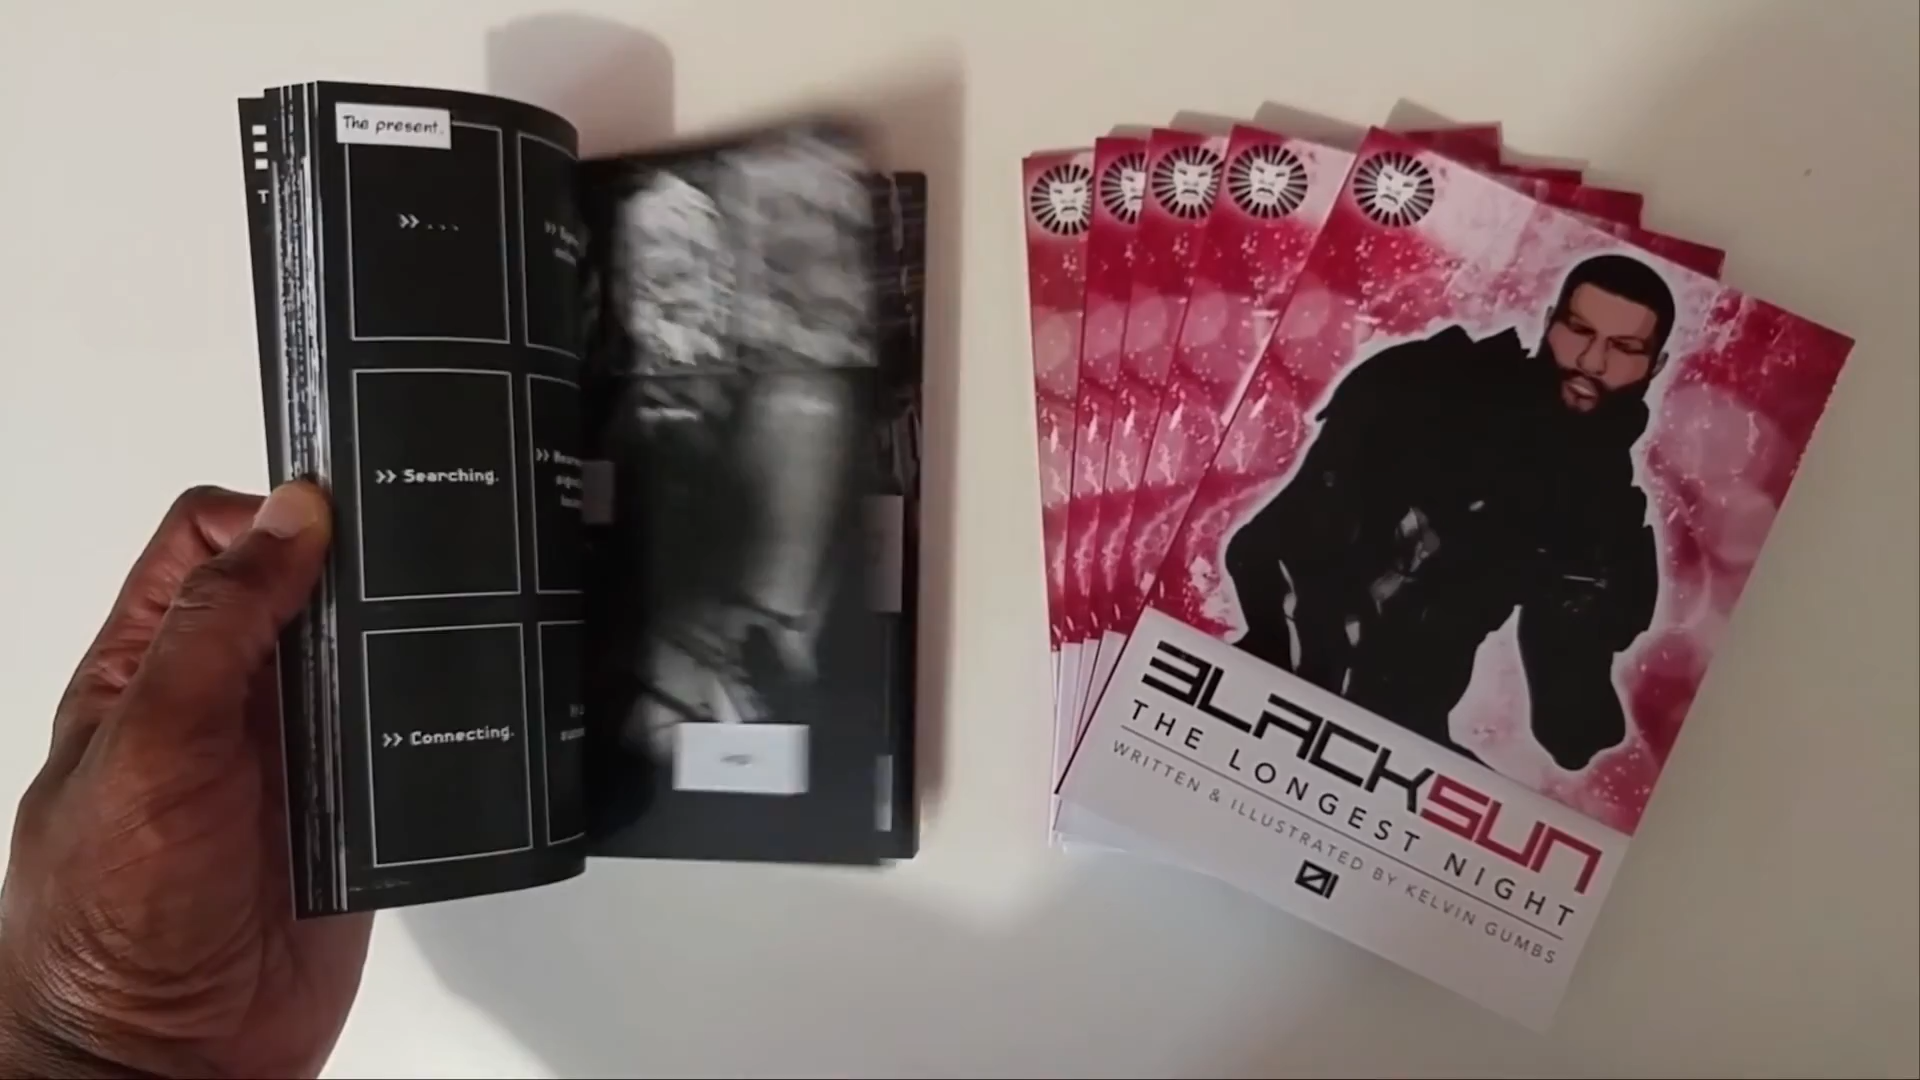 T
The present.
>> . . .
>> Searching.
>> Connecting.
BLACKSUN
THE LONGEST NIGHT
WRITTEN & ILLUSTRATED BY KELVIN GUMBS
01